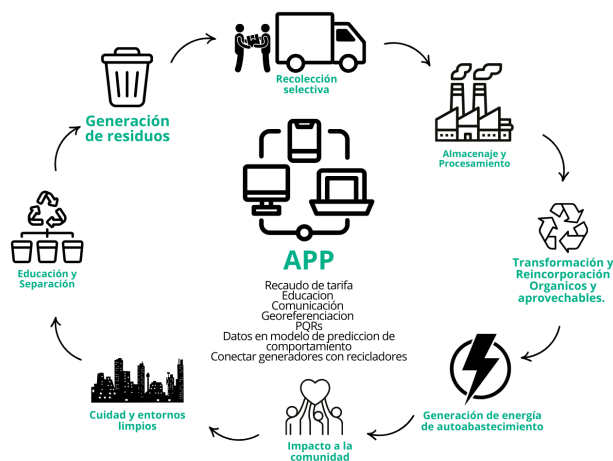 Recolección
selectiva
Generación
de residuos
Almacenaje y
Procesamiento
APP
Recaudo de tarifa
Educacion
Comunicación
Georeferenciacion
PQRs
Datos en modelo de prediccion de
comportamiento
Conectar generadores con recicladores
Transformación y
Reincorporación
Organicos y
aprovechables.
Educación y
Separación
Generación de energía
de autoabastecimiento
Cuidad y entornos
limpios
Impacto a la
comunidad